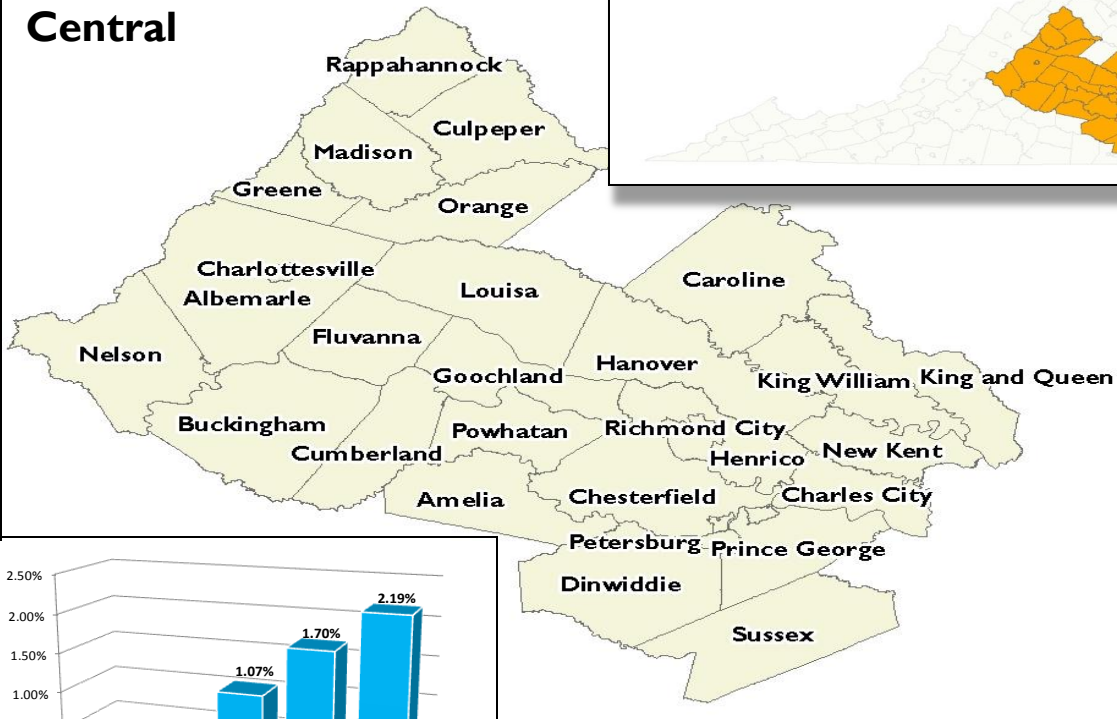 Central
Rappahannock
Culpeper
Madison
Greene
Orange
Charlottesville
Albemarle
Louisa
Caroline
Fluvanna
Nelson
Hanover
Goochland
King William
King and Queen
Buckingham
Powhatan
Richmond City
Cumberland
Henrico
New Kent
Amelia
Chesterfield
Charles City
Petersburg
Prince George
Dinwiddie
Sussex
2.50%
2.00%
1.50%
1.00%
2.19%
1.70%
1.07%